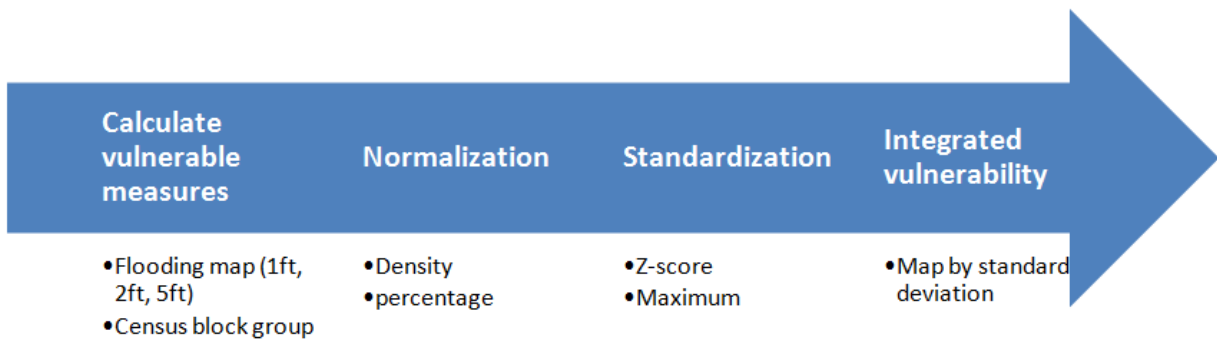 Calculate
vulnerable
measures
Normalization
Standardization
Integrated
vulnerability
•Flooding map (1ft,
2ft, 5ft)
•Census block group
•Density
•percentage
•Z-score
•Maximum
•Map by standard
deviation